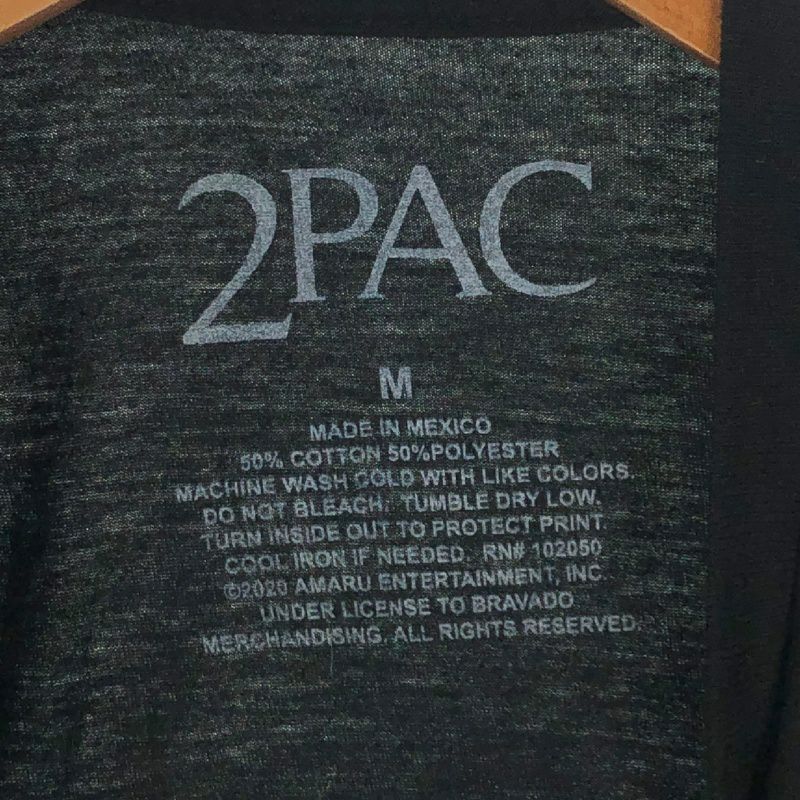 2PAC
M
MADE IN MEXICO
50% COTTON 50%POLYESTER
MACHINE WASH COLD WITH LIKE COLORS.
DO NOT BLEACH. TUMBLE DRY LOW.
TURN INSIDE OUT TO PROTECT PRINT.
COOL IRON IF NEEDED. RN# 102050
©2020 AMARU ENTERTAINMENT, INC.
UNDER LICENSE TO BRAVADO
MERCHANDISING. ALL RIGHTS RESERVED.